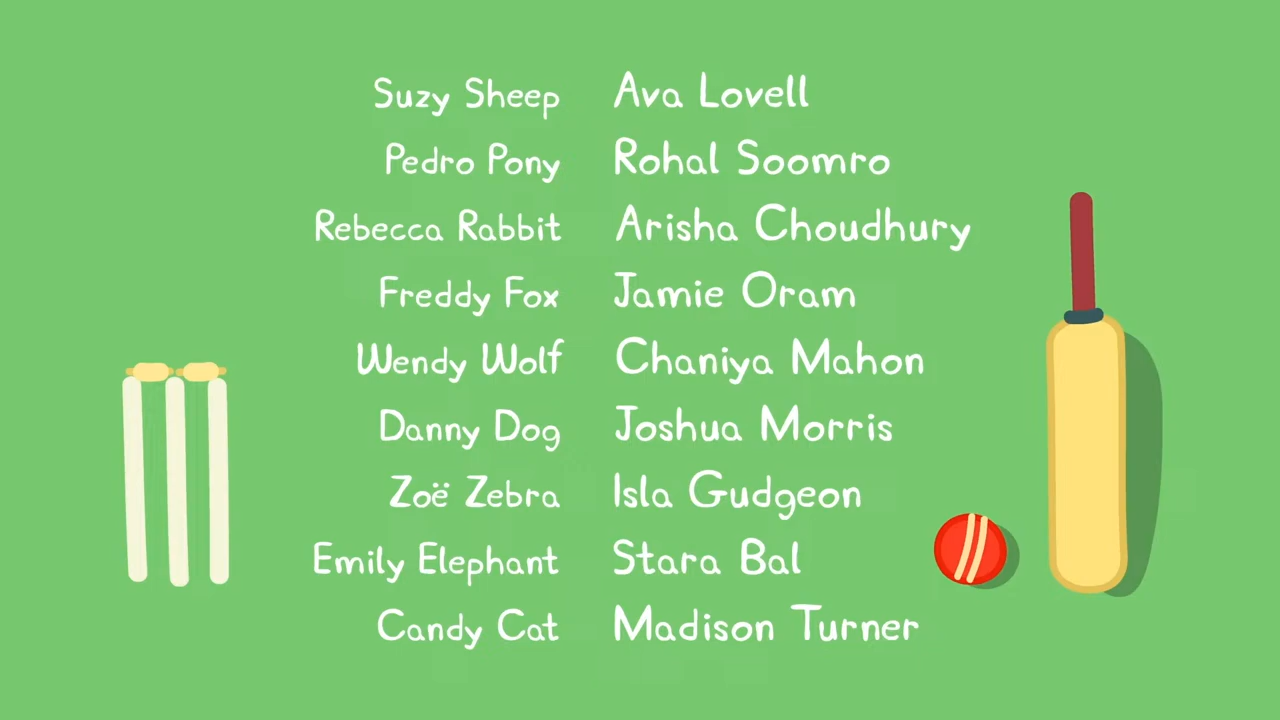 Suzy Sheep Ava Lovell
Pedro Pony Rohal Soomro
Rebecca Rabbit Arisha Choudhury
Freddy Fox Jamie Oram
Wendy Wolf Chaniya Mahon
Danny Dog Joshua Morris
Zoë Zebra Isla Gudgeon
Emily Elephant Stara Bal
Candy Cat Madison Turner